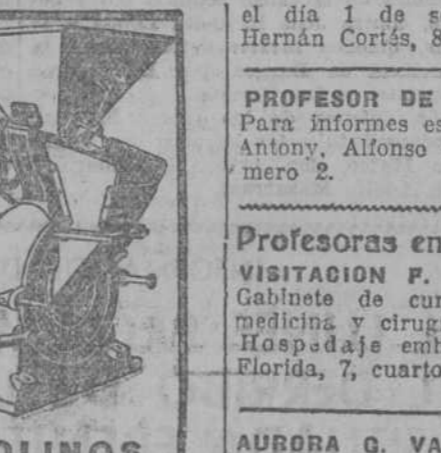 el día 1 de s
Hernán Cortés, 8
PROFESOR DE
Para informes es
Antony, Alfonso
mero 2.
Profesoras en
VISITACION F.
Gabinete de cur
medicina y cirug
Hospedaje emb
Florida, 7, cuarto
AURORA G. VA
OLINOS